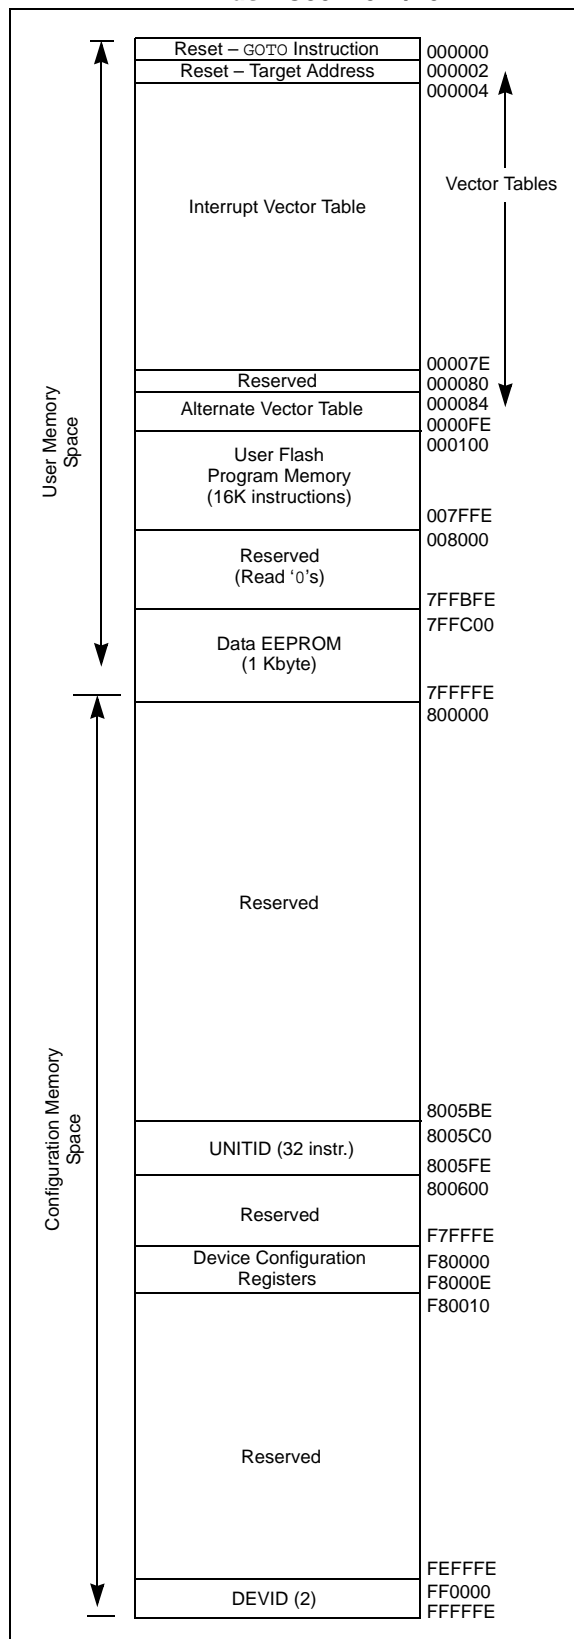 Reset – GOTO Instruction
000000
Reset – Target Address
000002
000004
Interrupt Vector Table
Vector Tables
00007E
Reserved
000080
Alternate Vector Table
000084
0000FE
User Flash
Program Memory
(16K instructions)
000100
007FFE
Reserved
(Read ‘0’s)
008000
7FFBFE
Data EEPROM
(1 Kbyte)
7FFC00
7FFFFE
User Memory
Space
800000
Reserved
8005BE
UNITID (32 instr.)
8005C0
8005FE
800600
Reserved
F7FFFE
Device Configuration
Registers
F80000
F8000E
F80010
Reserved
FEFFFE
DEVID (2)
FF0000
FFFFFE
Configuration Memory
Space